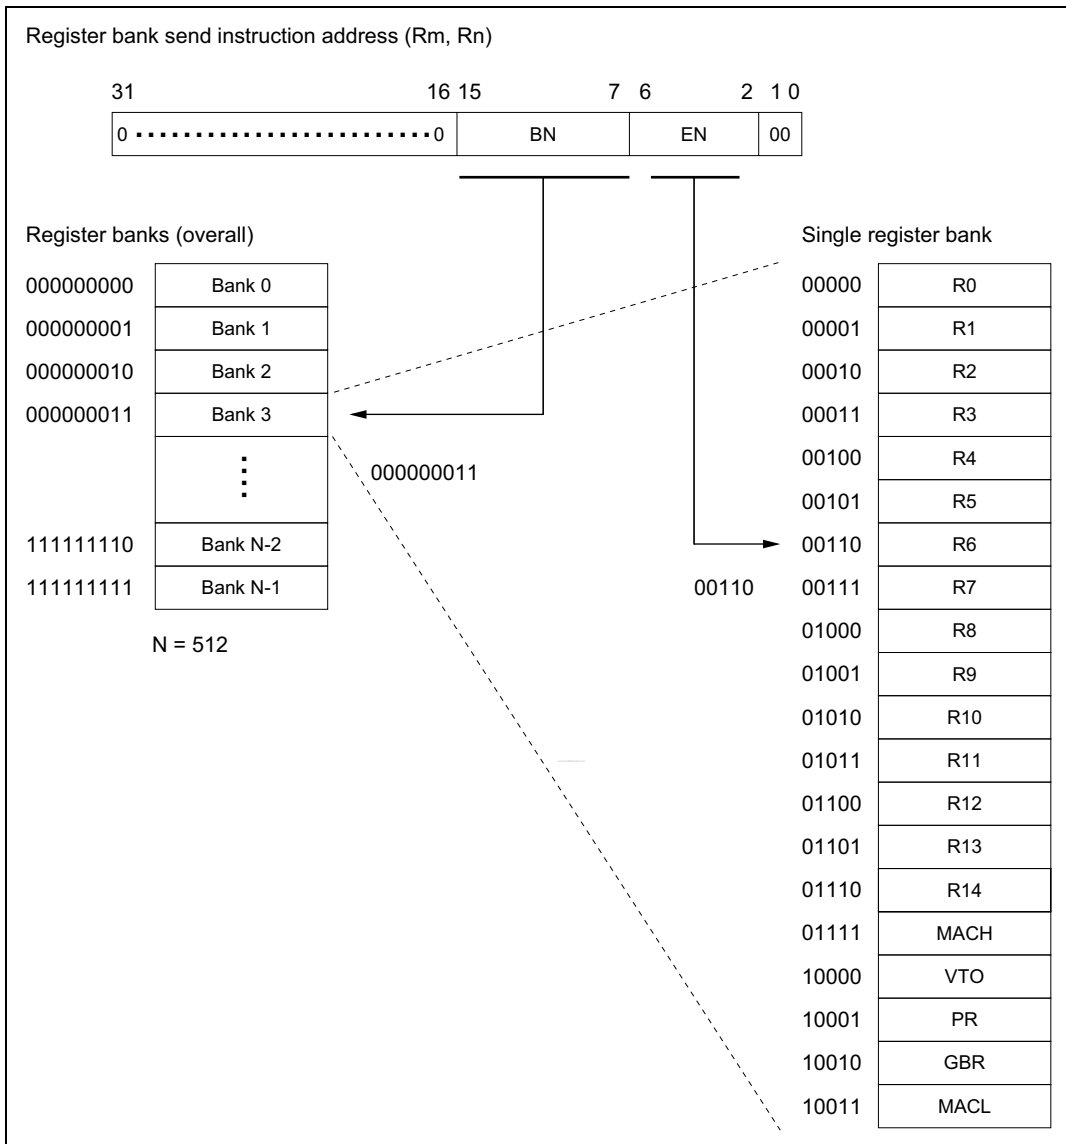 Register bank send instruction address (Rm, Rn)
31 16 15 7 6 2 1 0
0 ........................ 0 BN EN 00
Register banks (overall) Single register bank
000000000 Bank 0 00000 R0
000000001 Bank 1 00001 R1
000000010 Bank 2 00010 R2
000000011 Bank 3 00011 R3
00100 R4
000000011
00101 R5
111111110 Bank N-2 00110 R6
111111111 Bank N-1 00110 00111 R7
N = 512
01000 R8
01001 R9
01010 R10
01011 R11
01100 R12
01101 R13
01110 R14
01111 MACH
10000 VTO
10001 PR
10010 GBR
10011 MACL